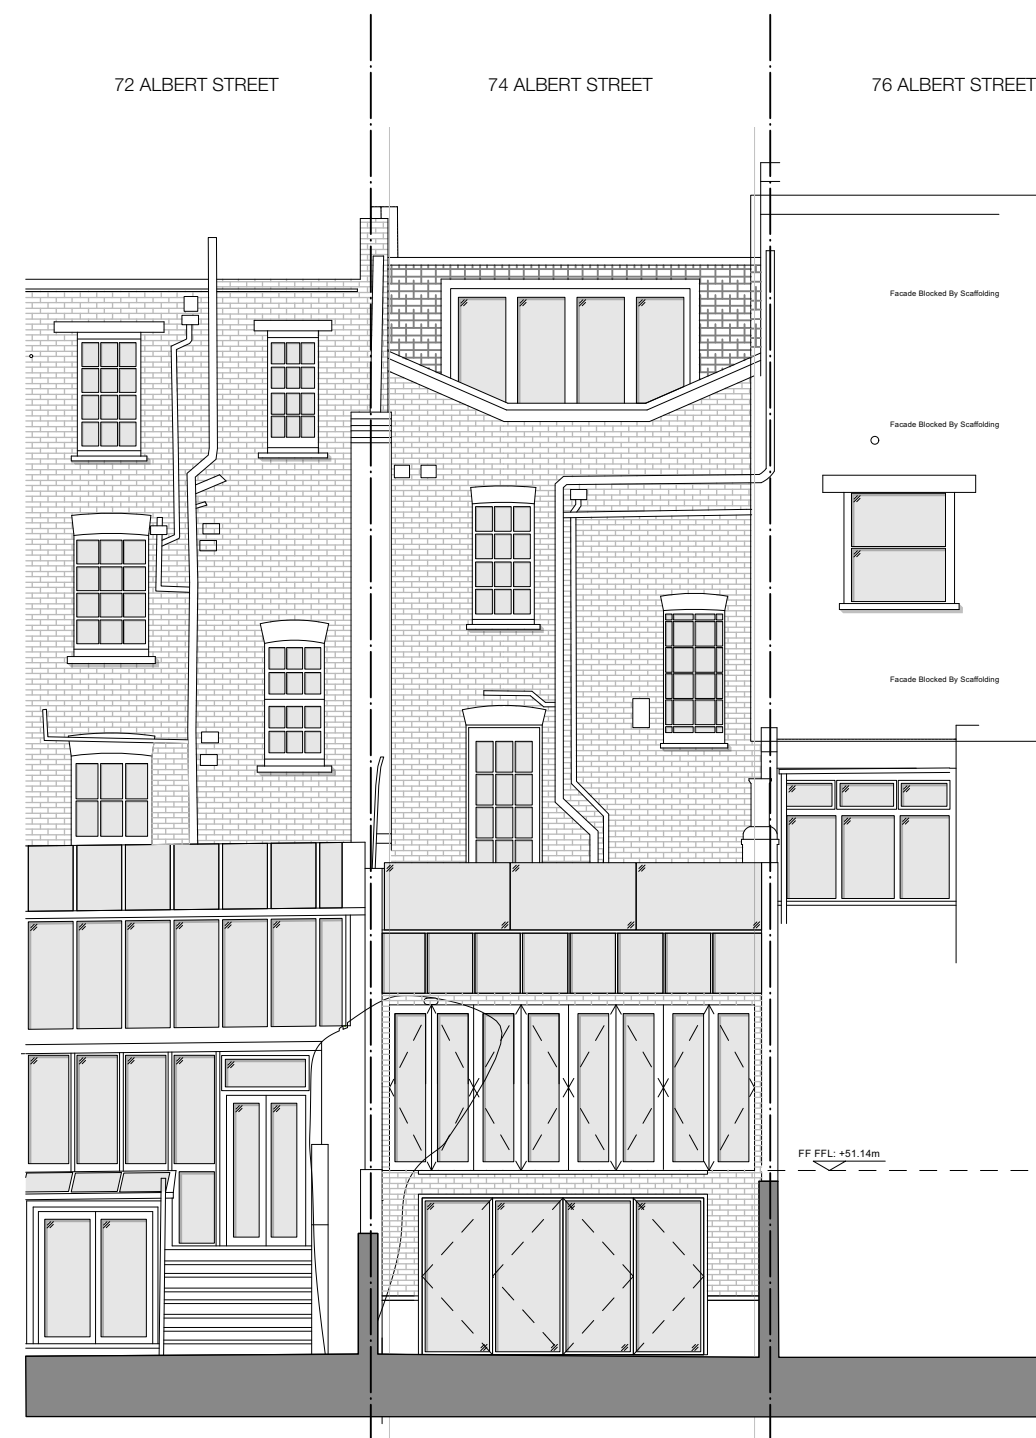 72 ALBERT STREET
74 ALBERT STREET
76 ALBERT STREET
Facade Blocked By Scaffolding
Facade Blocked By Scaffolding
Facade Blocked By Scaffolding
FF FFL: +51.14m